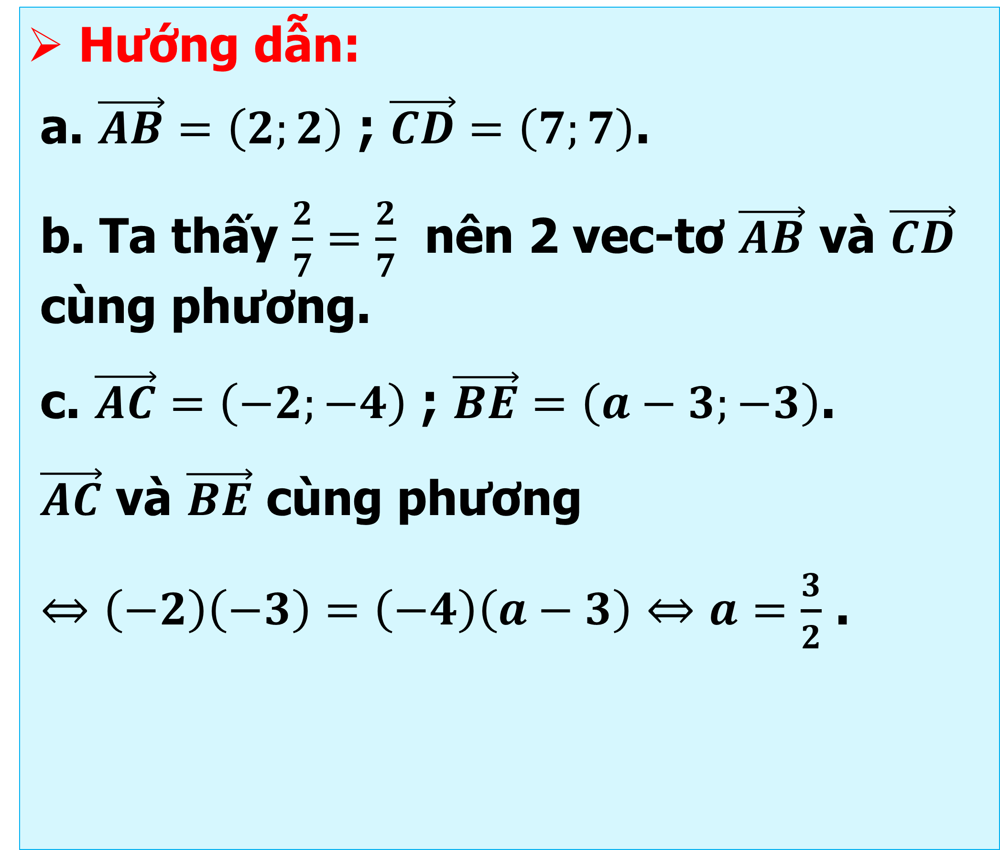 ➢ Hướng dẫn:
a. $\overrightarrow{AB} = (2; 2)$ ; $\overrightarrow{CD} = (7; 7)$.
b. Ta thấy $\frac{2}{7} = \frac{2}{7}$ nên 2 vec-tơ $\overrightarrow{AB}$ và $\overrightarrow{CD}$
cùng phương.
c. $\overrightarrow{AC} = (-2; -4)$ ; $\overrightarrow{BE} = (a - 3; -3)$.
$\overrightarrow{AC}$ và $\overrightarrow{BE}$ cùng phương
$\Leftrightarrow (-2)(-3) = (-4)(a - 3) \Leftrightarrow a = \frac{3}{2}$ .